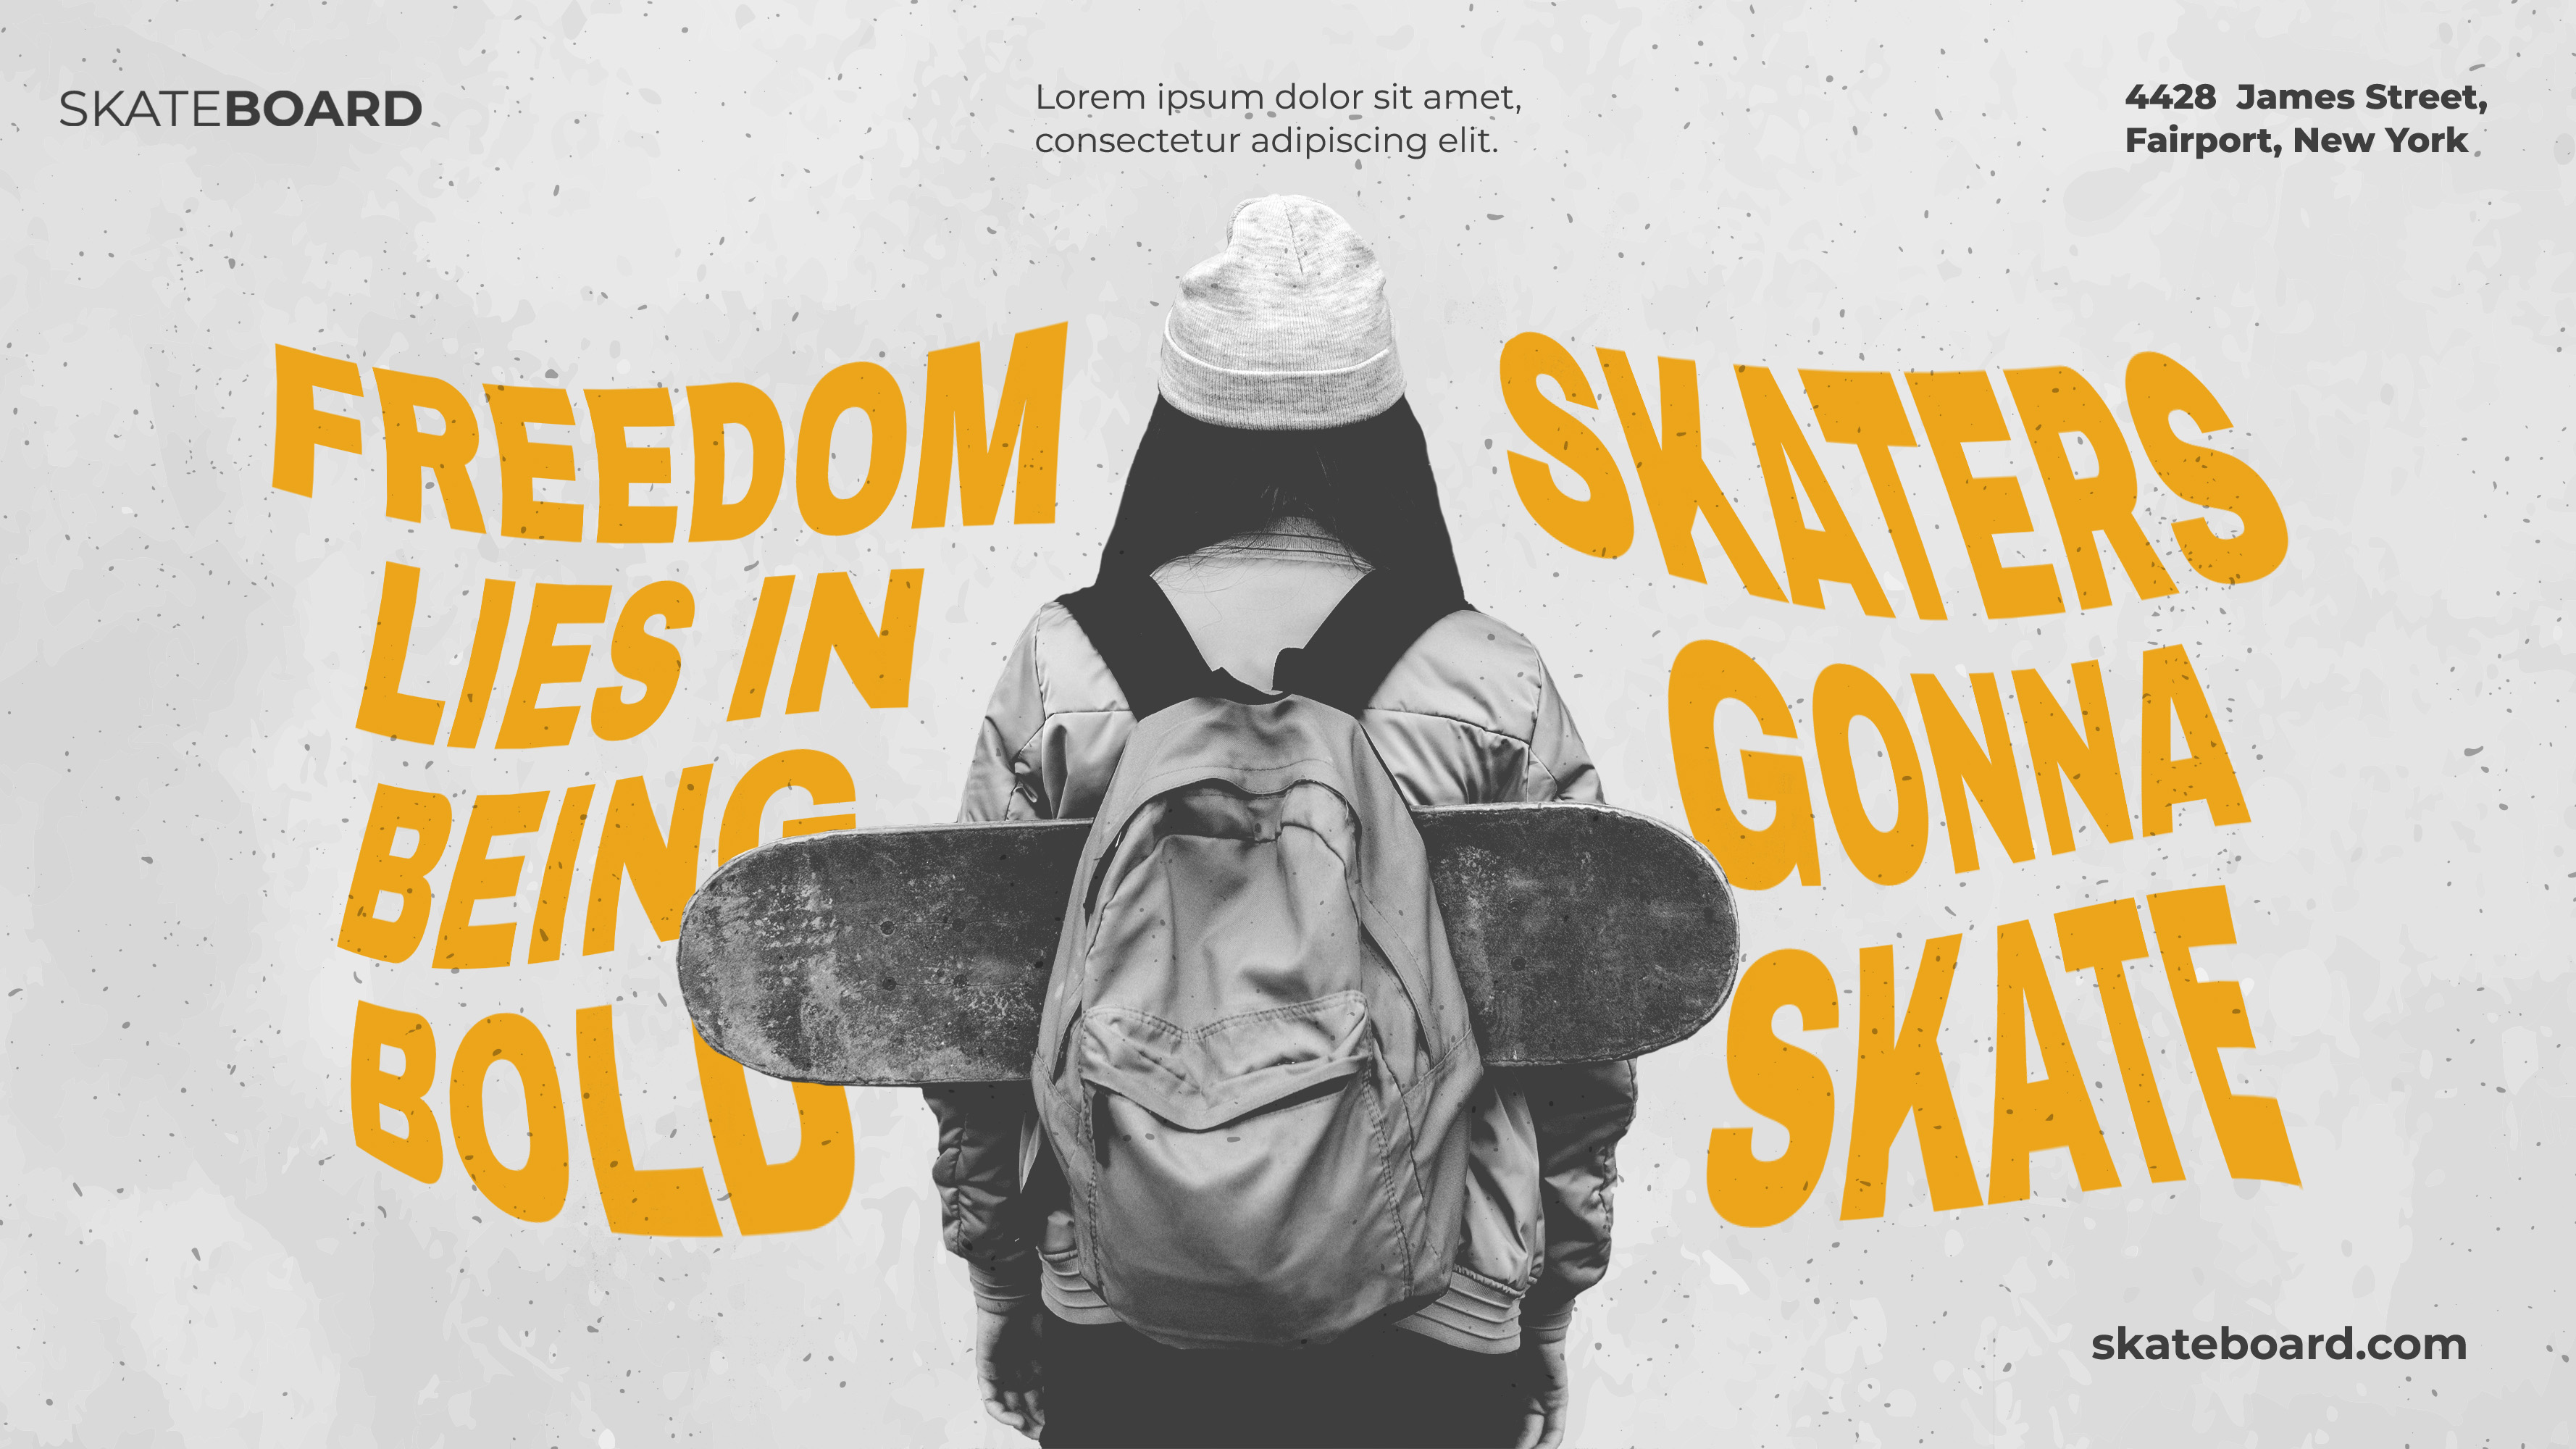 SKATEBOARD
Lorem ipsum dolor sit amet,
consectetur adipiscing elit.
4428 James Street,
Fairport, New York
FREEDOM
LIES IN
BEING
BOLD
SKATERS
GONNA
SKATE
skateboard.com